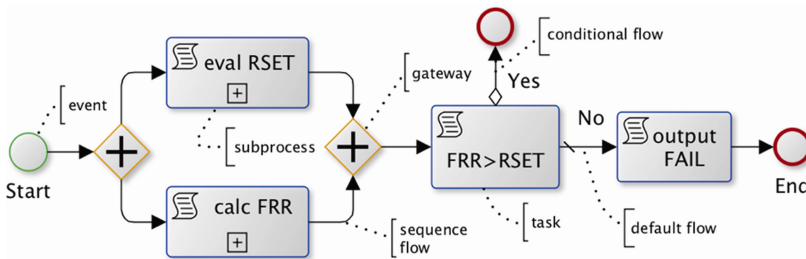 conditional flow
eval RSET
gateway
Yes
event
No
subprocess
output
FAIL
FRR>RSET
Start
End
calc FRR
sequence
flow
task
default flow